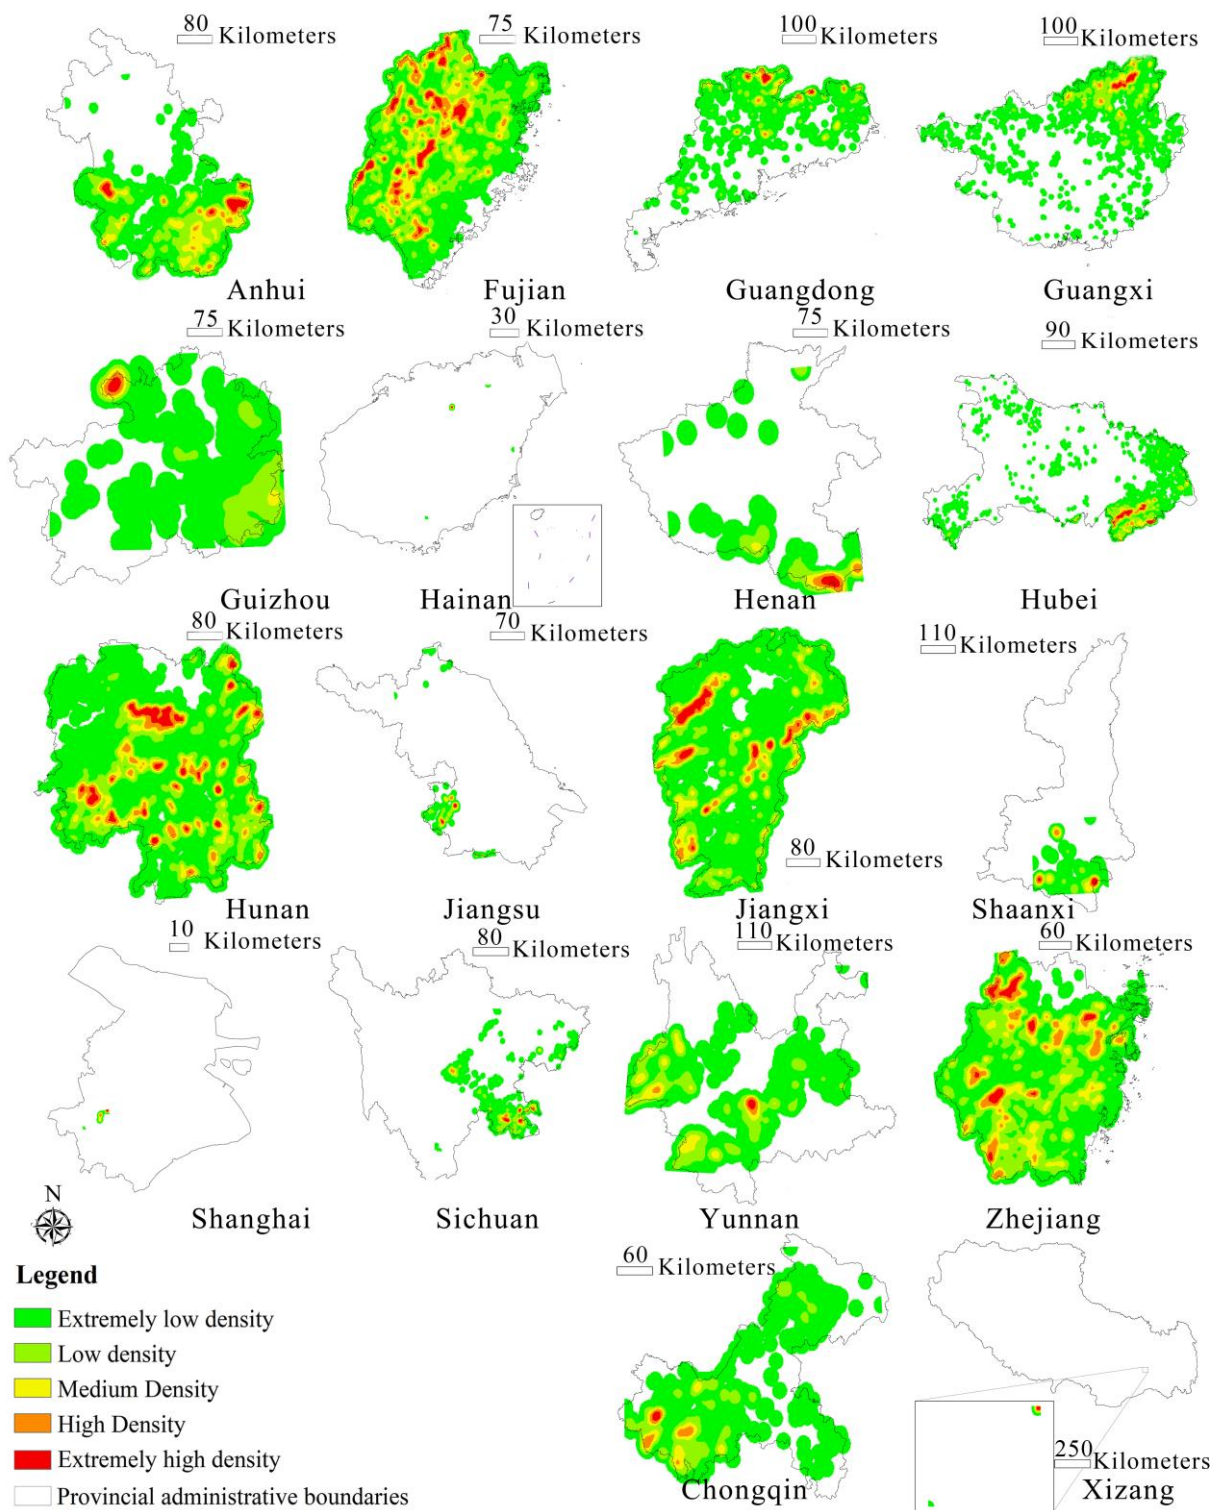 80 Kilometers
75 Kilometers
100 Kilometers
100 Kilometers
Anhui
Fujian
Guangdong
Guangxi
75 Kilometers
30 Kilometers
75 Kilometers
90 Kilometers
Guizhou
Hainan
Henan
Hubei
80 Kilometers
70 Kilometers
80 Kilometers
110 Kilometers
Hunan
Jiangsu
Jiangxi
Shaanxi
10 Kilometers
80 Kilometers
110 Kilometers
60 Kilometers
Shanghai
Sichuan
Yunnan
Zhejiang
N
Legend
Extremely low density
Low density
Medium Density
High Density
Extremely high density
Provincial administrative boundaries
60 Kilometers
Chongqin
250 Kilometers
Xizang